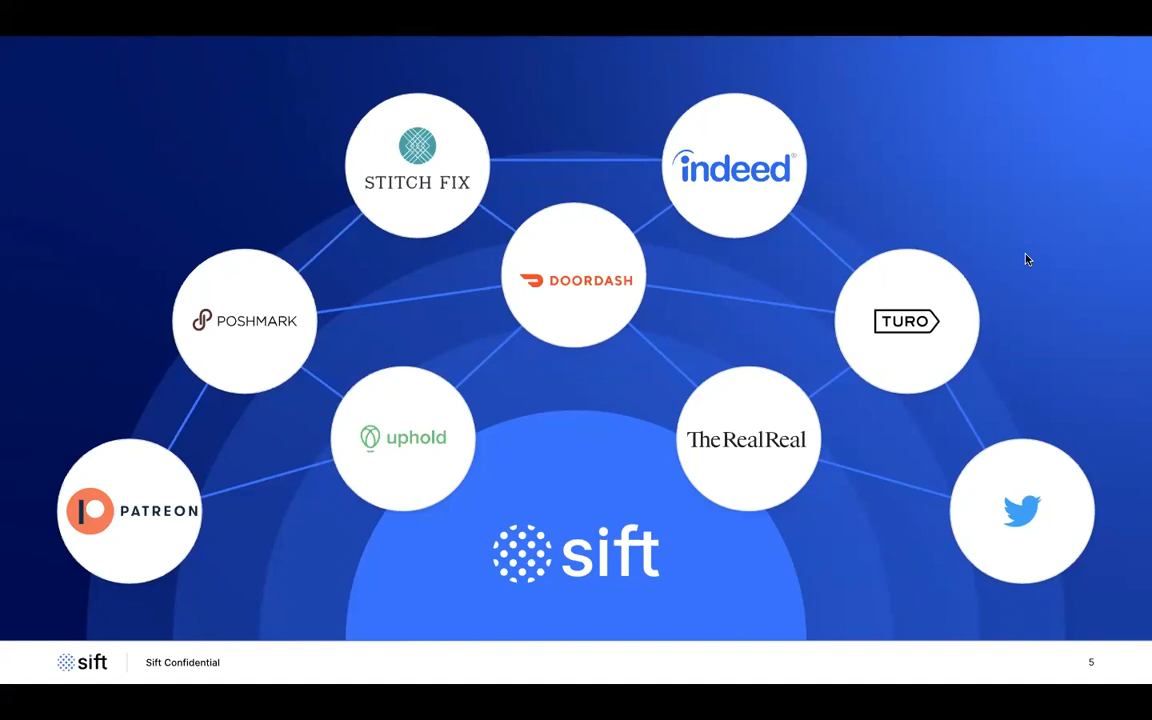 STITCH FIX
indeed®
DOORDASH
POSHMARK
TURO
uphold
The RealReal
PATREON
sift
sift
Sift Confidential
5